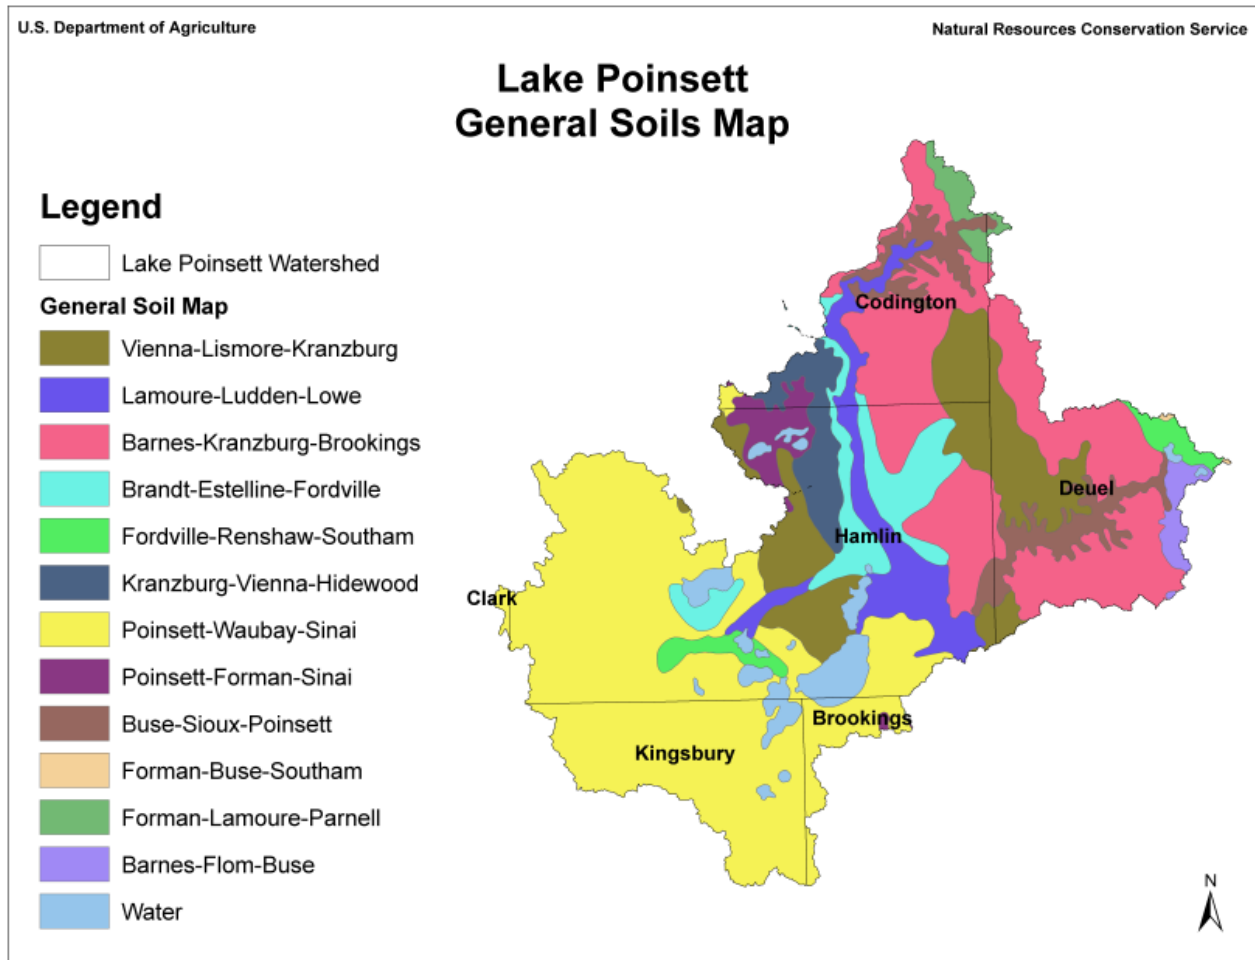 U.S. Department of Agriculture
Natural Resources Conservation Service
Lake Poinsett
General Soils Map
Legend
Lake Poinsett Watershed
General Soil Map
Vienna-Lismore-Kranzburg
Lamoure-Ludden-Lowe
Barnes-Kranzburg-Brookings
Brandt-Estelline-Fordville
Fordville-Renshaw-Southam
Kranzburg-Vienna-Hidewood
Poinsett-Waubay-Sinai
Poinsett-Forman-Sinai
Buse-Sioux-Poinsett
Forman-Buse-Southam
Forman-Lamoure-Parnell
Barnes-Flom-Buse
Water
Codington
Deuel
Hamlin
Clark
Brookings
Kingsbury
N